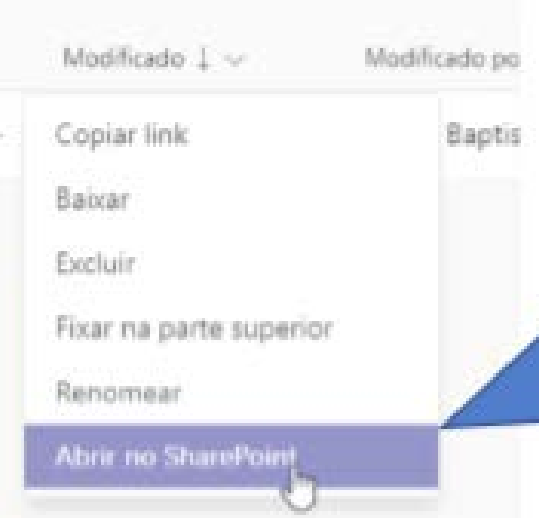 Modificado ↓ Modificado po
Copiar link Baptis
Baixar
Excluir
Fixar na parte superior
Renomear
Abrir no SharePoint